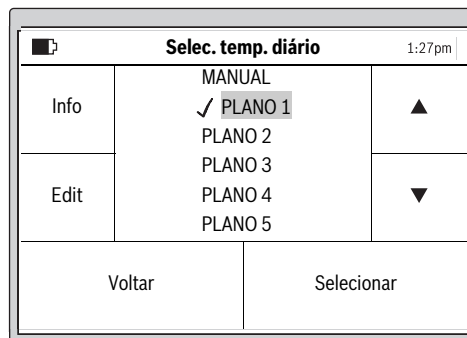 Selec. temp. diário 1:27pm
MANUAL
Info ✓ PLANO 1 ▲
PLANO 2
PLANO 3
Edit PLANO 4 ▼
PLANO 5
Voltar Selecionar